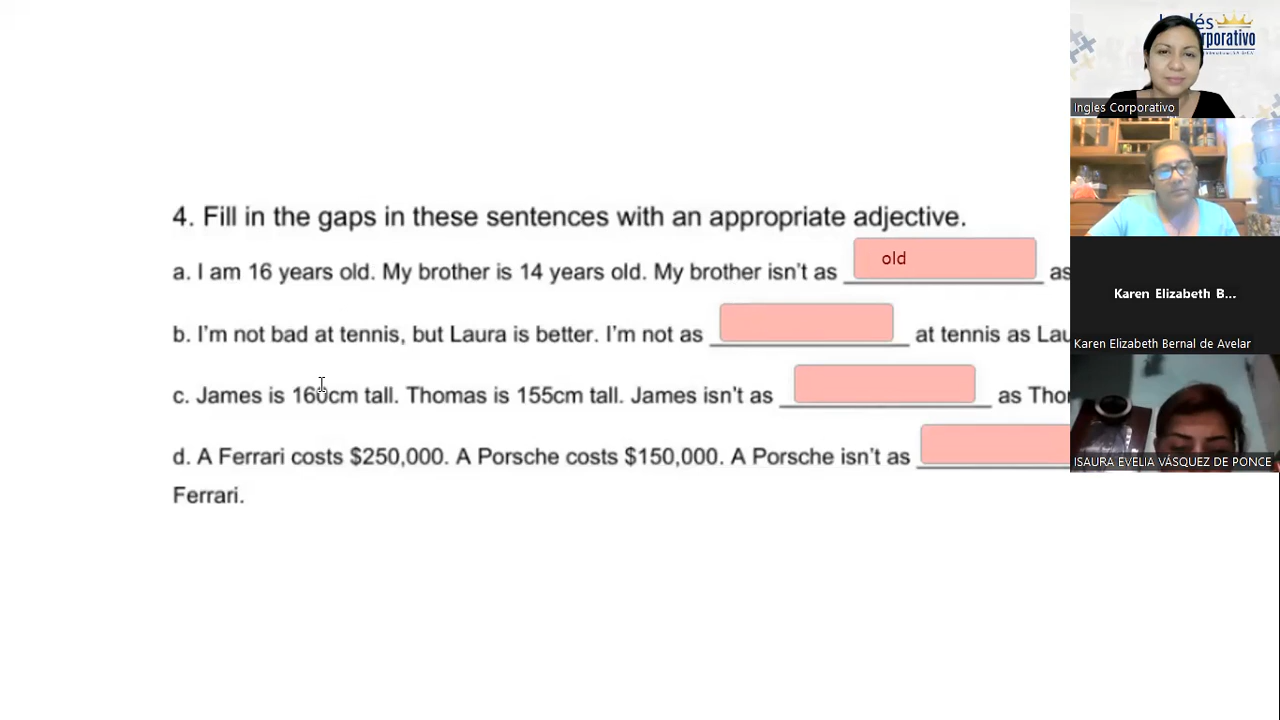 4. Fill in the gaps in these sentences with an appropriate adjective.
a. I am 16 years old. My brother is 14 years old. My brother isn't as old as
b. I'm not bad at tennis, but Laura is better. I'm not as at tennis as Lau
c. James is 160cm tall. Thomas is 155cm tall. James isn't as as Tho
d. A Ferrari costs $250,000. A Porsche costs $150,000. A Porsche isn't as
Ferrari.
Ingles Corporativo
Karen Elizabeth B...
Karen Elizabeth Bernal de Avelar
ISAURA EVELIA VÁSQUEZ DE PONCE